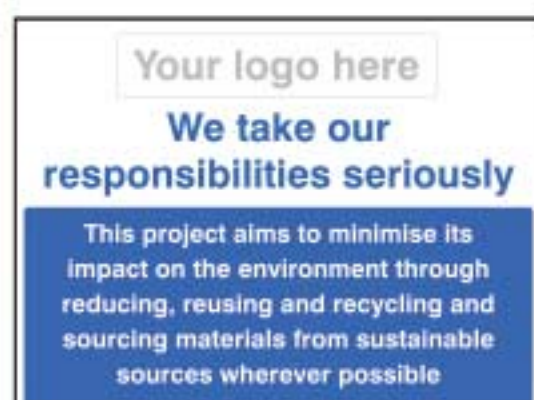 Your logo here
We take our
responsibilities seriously
This project aims to minimise its
impact on the environment through
reducing, reusing and recycling and
sourcing materials from sustainable
sources wherever possible